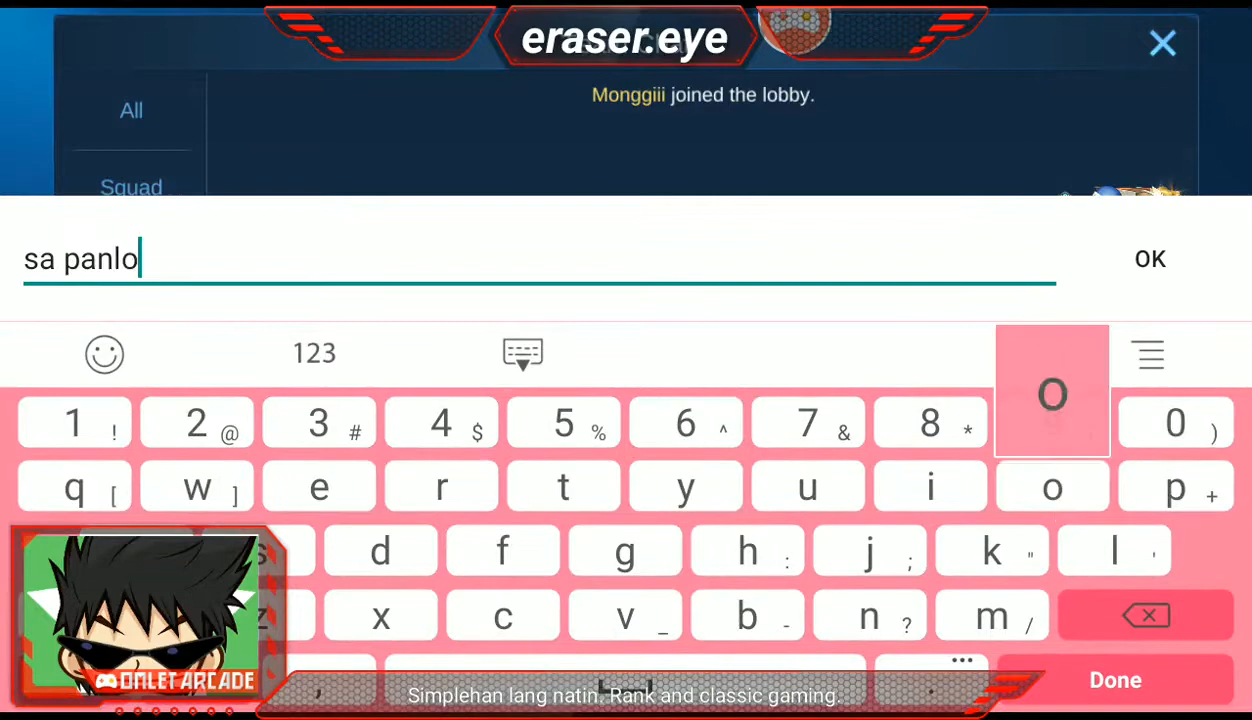 eraser.eye
Monggiii joined the lobby.
All
Squad
sa panlo
OK
123
o
1 ! 2 @ 3 # 4 $ 5 % 6 ^ 7 & 8 * 0 )
q [ w ] e r t y u i o p +
s d f g h : j ; k " l '
z x c v _ b - n ? m /
, . ... Done
OMLET ARCADE
Simplehan lang natin. Rank and classic gaming.